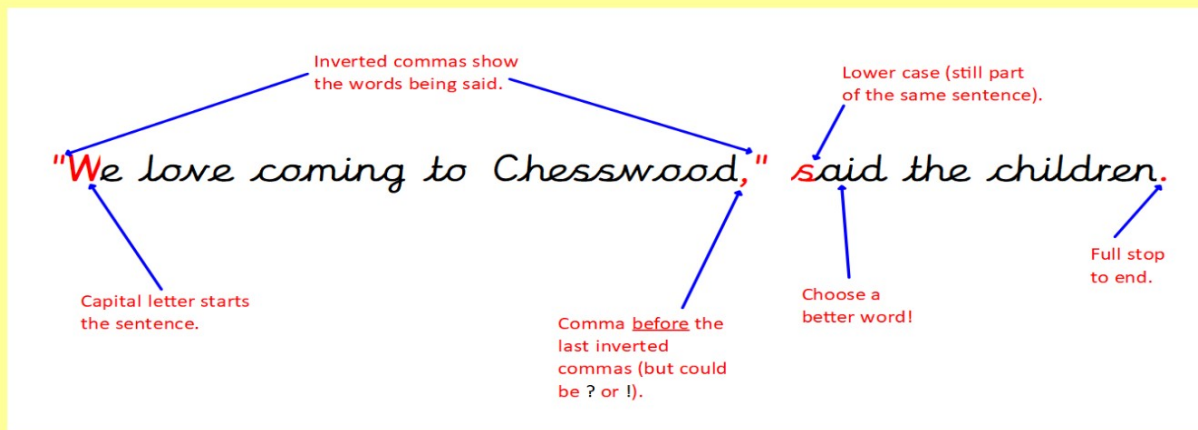 Inverted commas show
the words being said.
Lower case (still part
of the same sentence).
"We love coming to Chesswood," said the children.
Capital letter starts
the sentence.
Comma before the
last inverted
commas (but could
be ? or !).
Choose a
better word!
Full stop
to end.